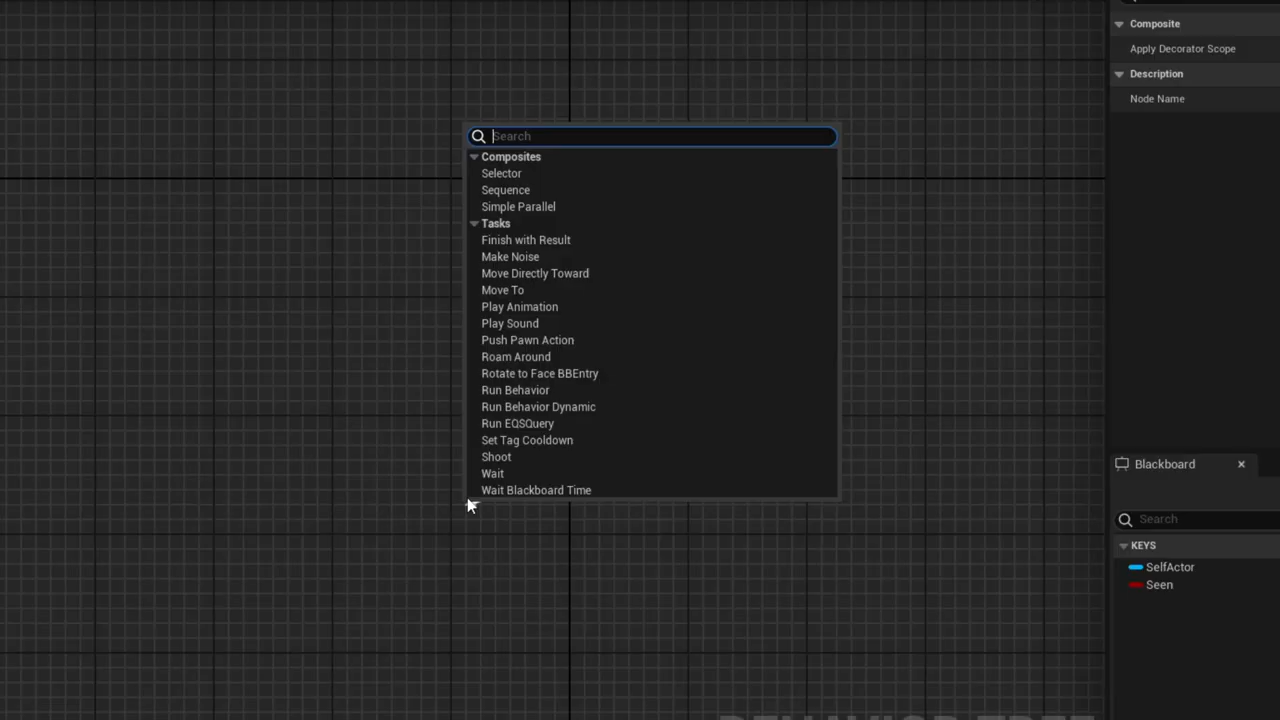 Composite
Apply Decorator Scope
Description
Node Name
Search
Composites
Selector
Sequence
Simple Parallel
Tasks
Finish with Result
Make Noise
Move Directly Toward
Move To
Play Animation
Play Sound
Push Pawn Action
Roam Around
Rotate to Face BBEntry
Run Behavior
Run Behavior Dynamic
Run EQSQuery
Set Tag Cooldown
Shoot
Wait
Wait Blackboard Time
Blackboard
Search
KEYS
SelfActor
Seen
BEHAVIOR TREE